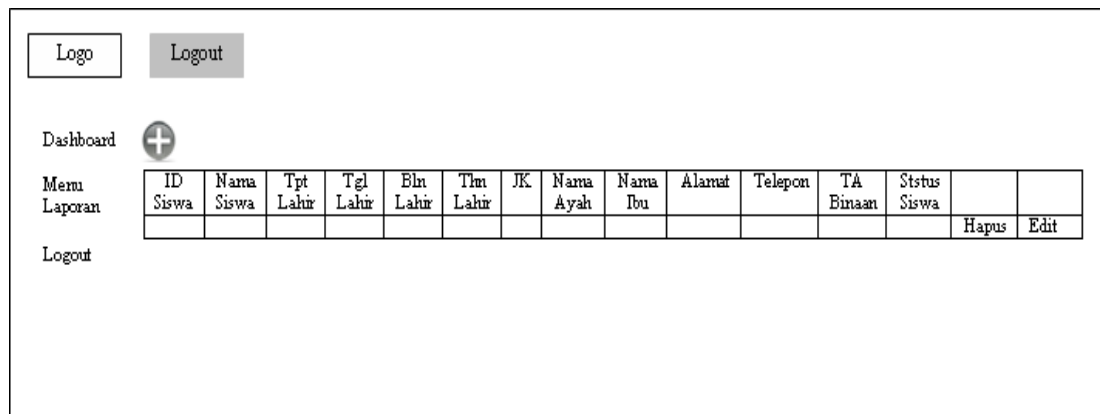 Logo
Logout
Dashboard
Menu
Laporan
Logout
ID Nama Tpt Tgl Bln Thn JK Nama Nama Alamat Telepon TA Ststus
Siswa Siswa Lahir Lahir Lahir Lahir Ayah Ibu Binaan Siswa
Hapus Edit